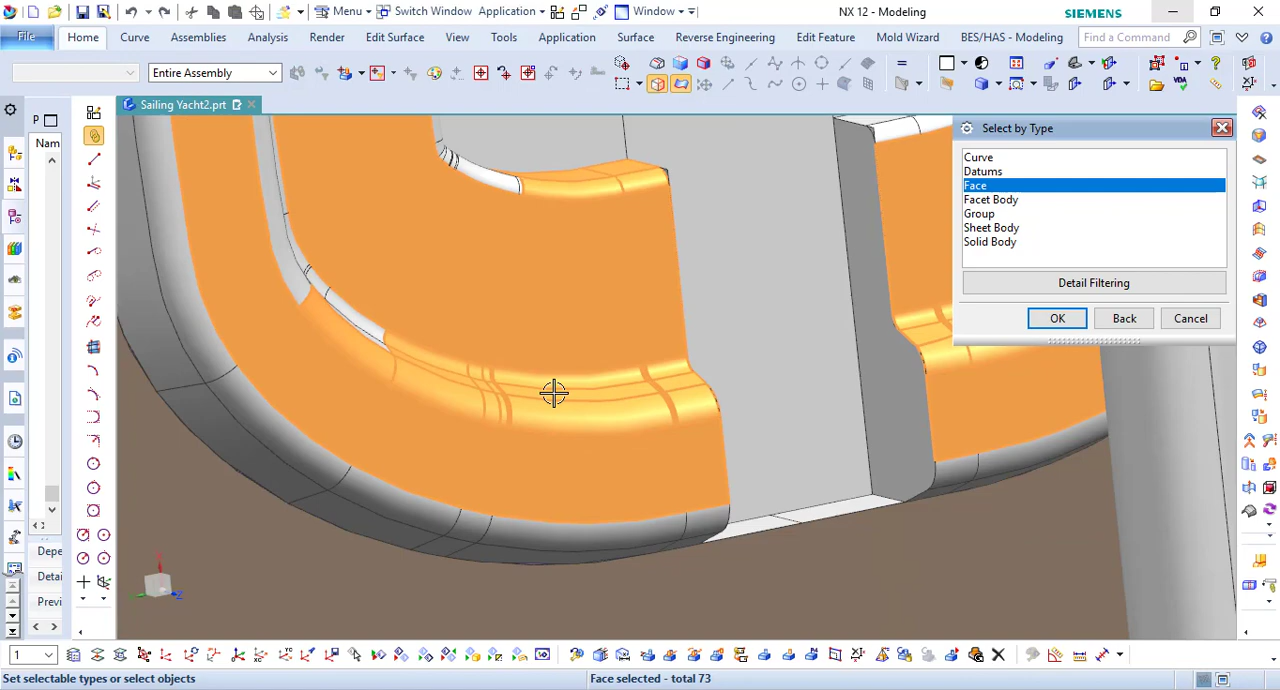 Menu
Switch Window
Application
Window
NX 12 - Modeling
SIEMENS
File
Home
Curve
Assemblies
Analysis
Render
Edit Surface
View
Tools
Application
Surface
Reverse Engineering
Edit Feature
Mold Wizard
BES/HAS - Modeling
Find a Command
Entire Assembly
VDA
Sailing Yacht2.prt
P
Nam
Select by Type
Curve
Datums
Face
Facet Body
Group
Sheet Body
Solid Body
Detail Filtering
OK
Back
Cancel
Depe
Detai
Previ
1
Set selectable types or select objects
Face selected - total 73